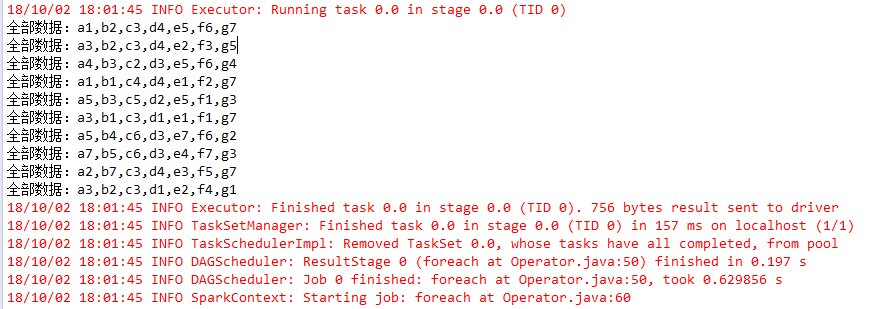 18/10/02 18:01:45 INFO Executor: Running task 0.0 in stage 0.0 (TID 0)
全部数据：a1,b2,c3,d4,e5,f6,g7
全部数据：a3,b2,c3,d4,e2,f3,g5
全部数据：a4,b3,c2,d3,e5,f6,g4
全部数据：a1,b1,c4,d4,e1,f2,g7
全部数据：a5,b3,c5,d2,e5,f1,g3
全部数据：a3,b1,c3,d1,e1,f1,g7
全部数据：a5,b4,c6,d3,e7,f6,g2
全部数据：a7,b5,c6,d3,e4,f7,g3
全部数据：a2,b7,c3,d4,e3,f5,g7
全部数据：a3,b2,c3,d1,e2,f4,g1
18/10/02 18:01:45 INFO Executor: Finished task 0.0 in stage 0.0 (TID 0). 756 bytes result sent to driver
18/10/02 18:01:45 INFO TaskSetManager: Finished task 0.0 in stage 0.0 (TID 0) in 157 ms on localhost (1/1)
18/10/02 18:01:45 INFO TaskSchedulerImpl: Removed TaskSet 0.0, whose tasks have all completed, from pool
18/10/02 18:01:45 INFO DAGScheduler: ResultStage 0 (foreach at Operator.java:50) finished in 0.197 s
18/10/02 18:01:45 INFO DAGScheduler: Job 0 finished: foreach at Operator.java:50, took 0.629856 s
18/10/02 18:01:45 INFO SparkContext: Starting job: foreach at Operator.java:60